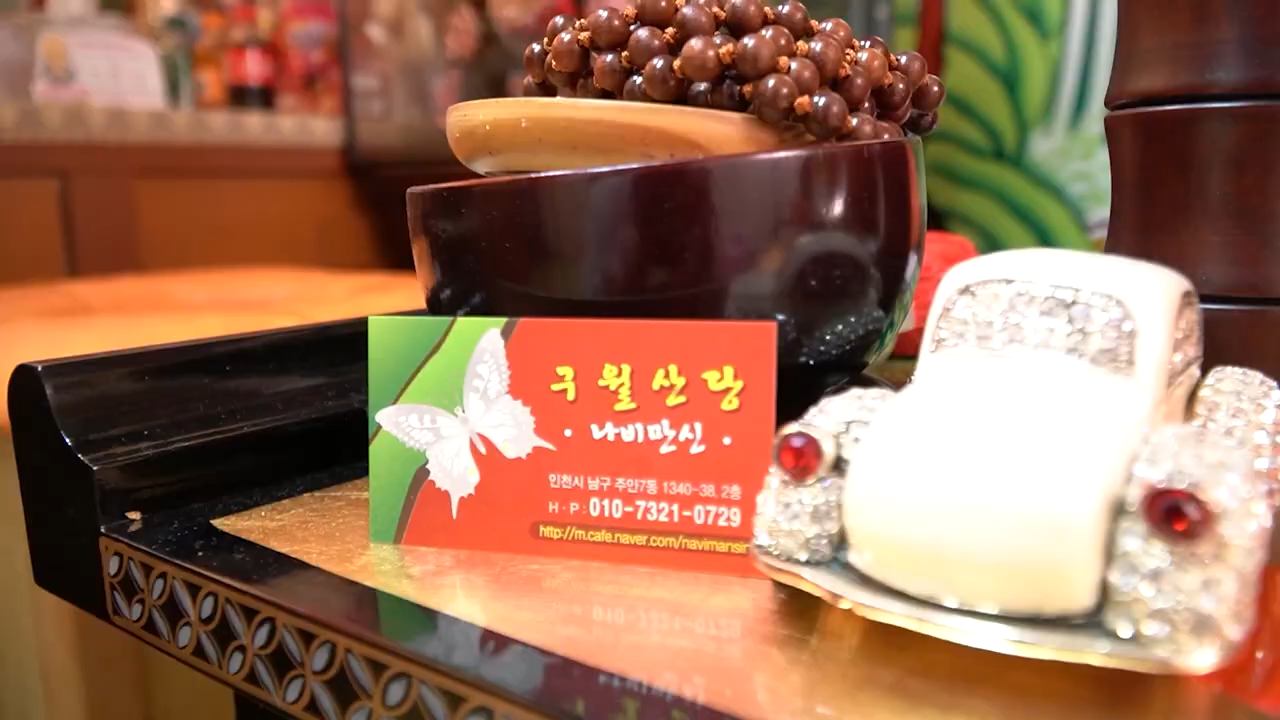 구월산당
· 나비만신 ·
인천시 남구 주안7동 1340-38, 2층
H·P: 010-7321-0729
http://m.cafe.naver.com/navimansin